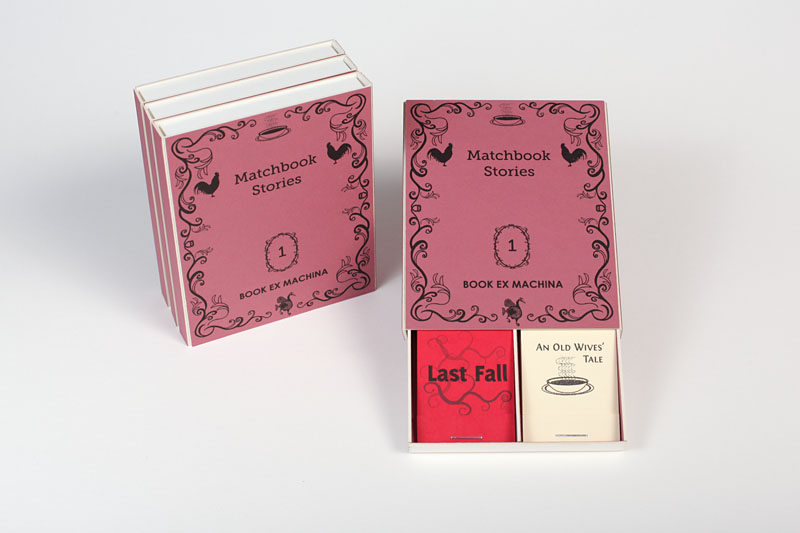 Matchbook
Stories
1
BOOK EX MACHINA
Matchbook
Stories
1
BOOK EX MACHINA
Last Fall
AN OLD WIVES'
TALE